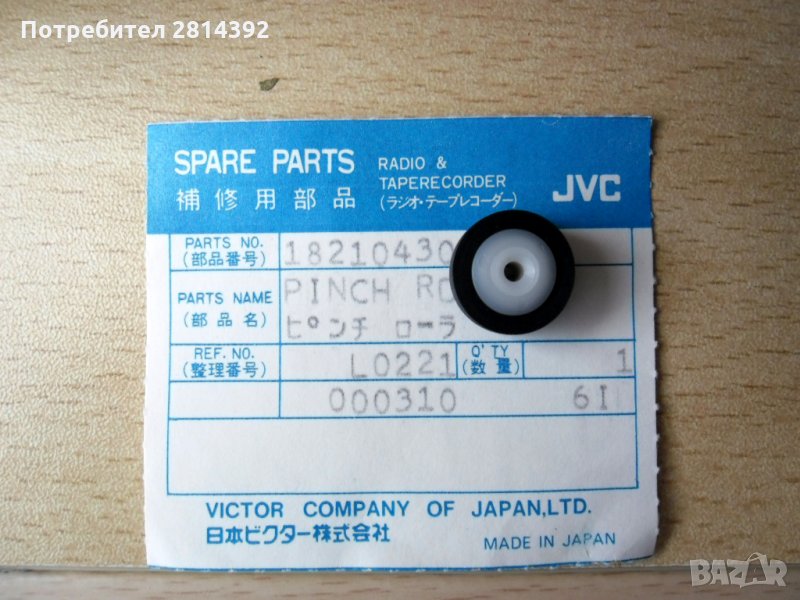 Потребител 2814392
SPARE PARTS
RADIO &
TAPERECORDER
補修用部品
(ラジオ・テープレコーダー)
JVC
PARTS NO.
(部品番号)
18210430
PARTS NAME
(部品名)
PINCH RO
ピンチ ローラ
REF. NO.
(整理番号)
L0221
Q'TY
(数量)
1
000310
6I
VICTOR COMPANY OF JAPAN,LTD.
日本ビクター株式会社
MADE IN JAPAN
BAZAR